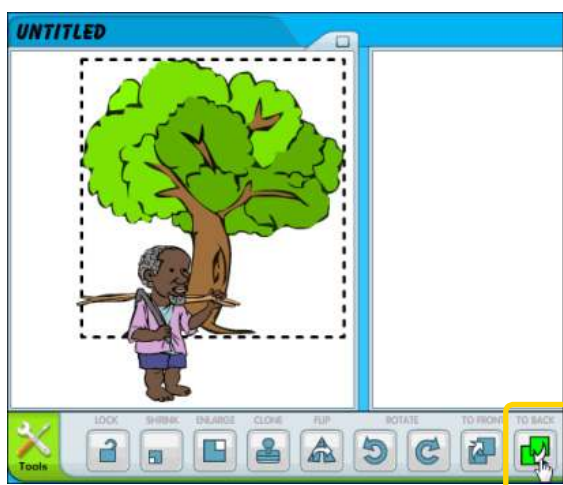 UNTITLED
LOCK SHRINK ENLARGE CLONE FLIP ROTATE TO FRONT TO BACK
Tools